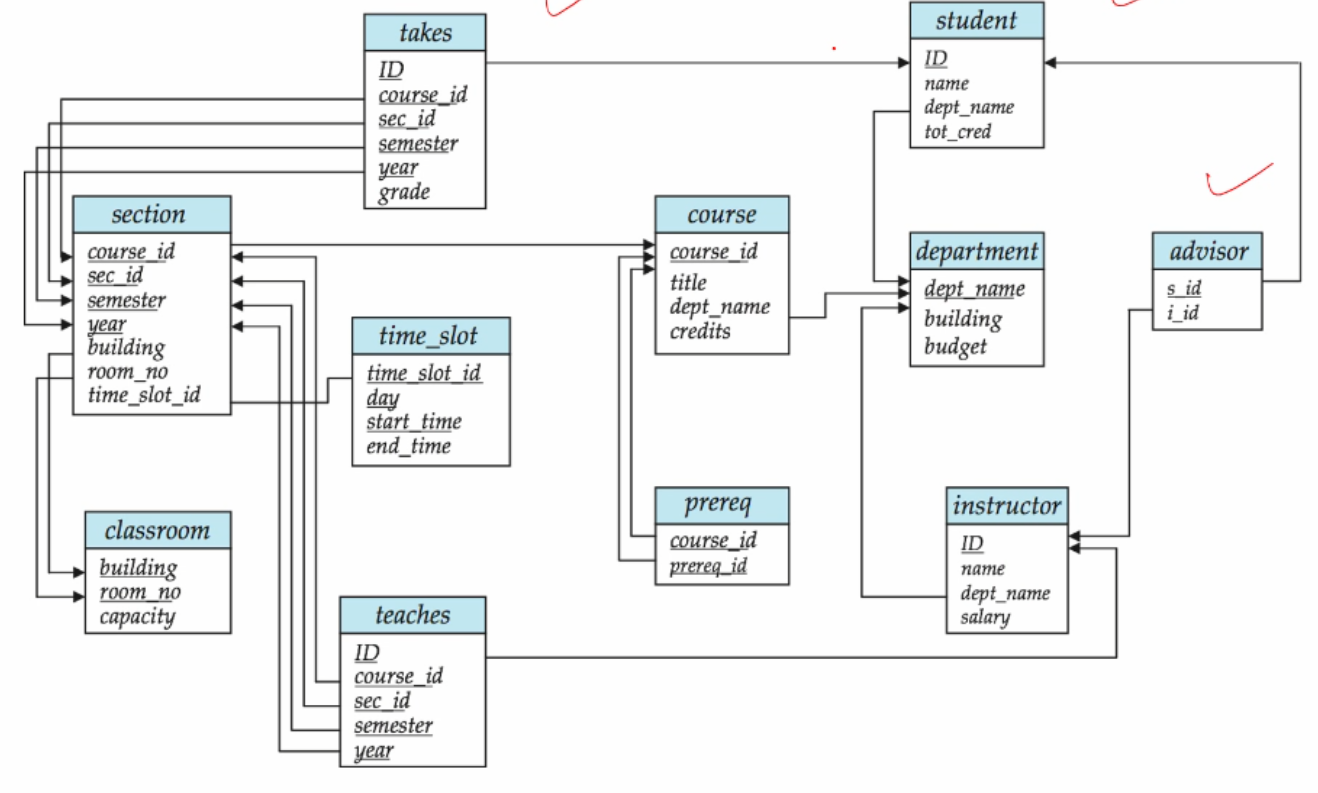 takes
ID
course_id
sec_id
semester
year
grade
student
ID
name
dept_name
tot_cred
section
course_id
sec_id
semester
year
building
room_no
time_slot_id
course
course_id
title
dept_name
credits
department
dept_name
building
budget
advisor
s_id
i_id
time_slot
time_slot_id
day
start_time
end_time
prereq
course_id
prereq_id
instructor
ID
name
dept_name
salary
classroom
building
room_no
capacity
teaches
ID
course_id
sec_id
semester
year